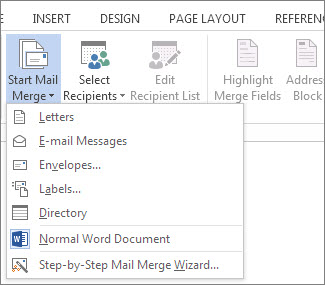 INSERT DESIGN PAGE LAYOUT REFEREN
Start Mail Merge
Select Recipients
Edit Recipient List
Highlight Merge Fields
Address Block
Letters
E-mail Messages
Envelopes...
Labels...
Directory
Normal Word Document
Step-by-Step Mail Merge Wizard...